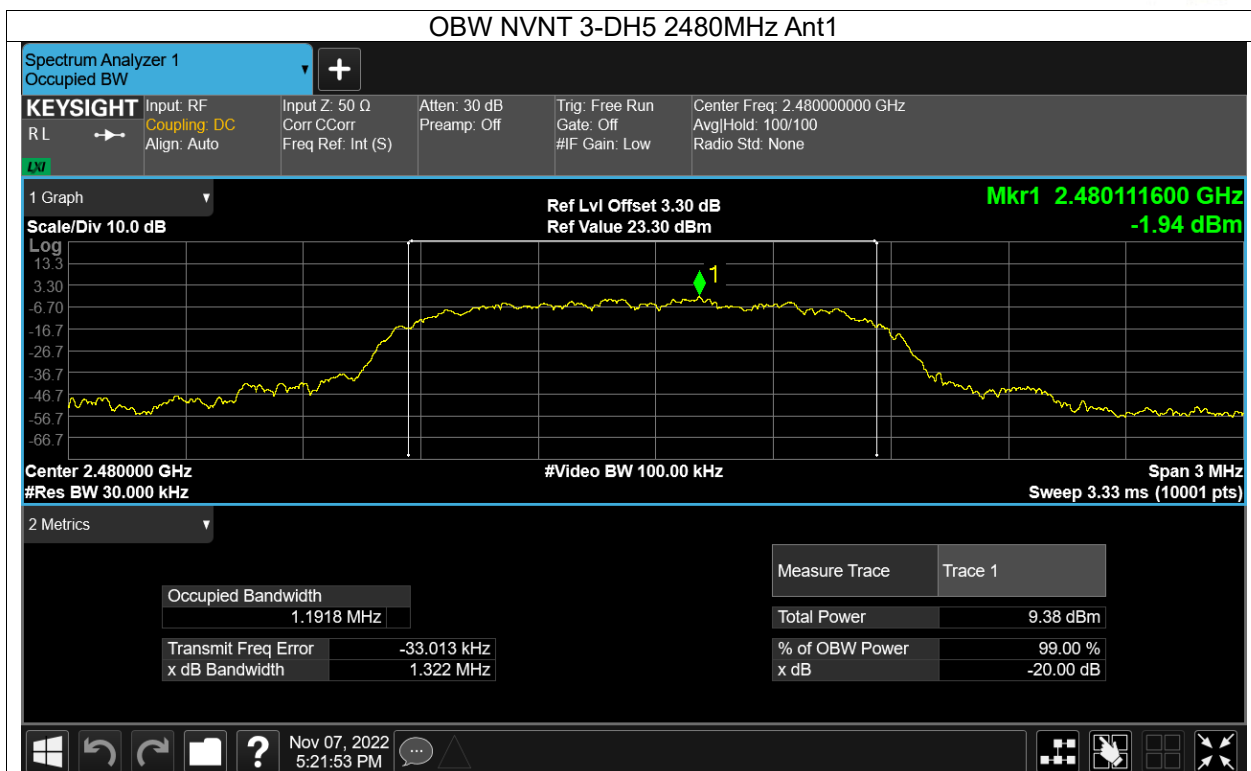 OBW NVNT 3-DH5 2480MHz Ant1
Spectrum Analyzer 1
Occupied BW
KEYSIGHT
R L
LXI
Input: RF
Coupling: DC
Align: Auto
Input Z: 50 Ω
Corr CCorr
Freq Ref: Int (S)
Atten: 30 dB
Preamp: Off
Trig: Free Run
Gate: Off
#IF Gain: Low
Center Freq: 2.480000000 GHz
Avg|Hold: 100/100
Radio Std: None
1 Graph
Scale/Div 10.0 dB
Ref Lvl Offset 3.30 dB
Ref Value 23.30 dBm
Mkr1 2.480111600 GHz
-1.94 dBm
Log
13.3
3.30
-6.70
-16.7
-26.7
-36.7
-46.7
-56.7
-66.7
1
Center 2.480000 GHz
#Res BW 30.000 kHz
#Video BW 100.00 kHz
Span 3 MHz
Sweep 3.33 ms (10001 pts)
2 Metrics
Occupied Bandwidth
1.1918 MHz
Transmit Freq Error -33.013 kHz
x dB Bandwidth 1.322 MHz
Measure Trace Trace 1
Total Power 9.38 dBm
% of OBW Power 99.00 %
x dB -20.00 dB
?
Nov 07, 2022
5:21:53 PM